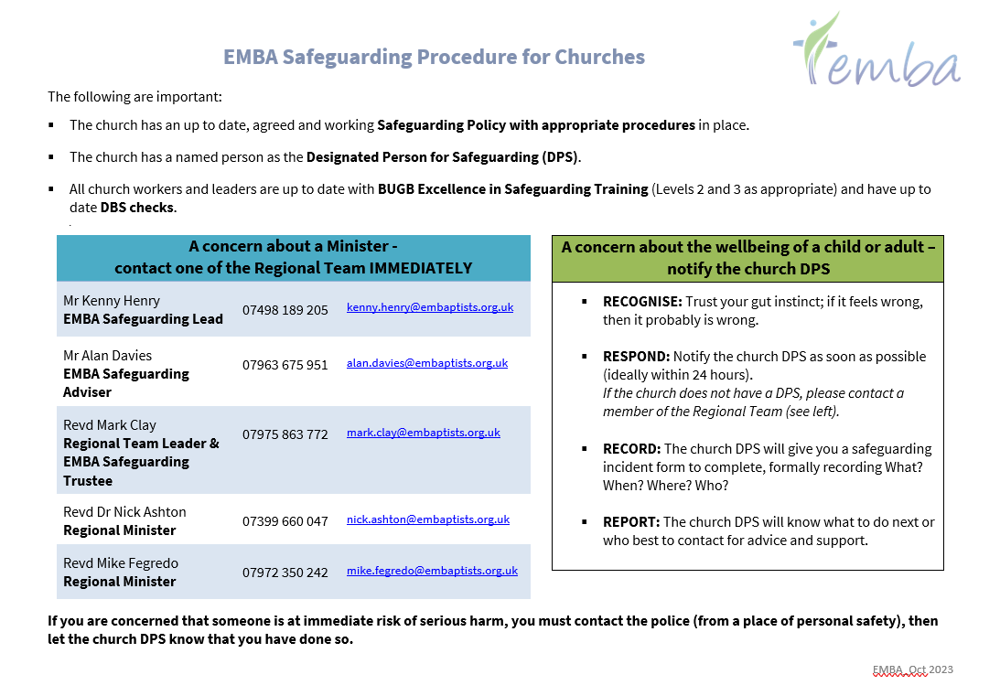 EMBA Safeguarding Procedure for Churches
emba
The following are important:
▪ The church has an up to date, agreed and working Safeguarding Policy with appropriate procedures in place.
▪ The church has a named person as the Designated Person for Safeguarding (DPS).
▪ All church workers and leaders are up to date with BUGB Excellence in Safeguarding Training (Levels 2 and 3 as appropriate) and have up to
date DBS checks.
.
A concern about a Minister -
contact one of the Regional Team IMMEDIATELY
Mr Kenny Henry
EMBA Safeguarding Lead
07498 189 205
kenny.henry@embaptists.org.uk
Mr Alan Davies
EMBA Safeguarding
Adviser
07963 675 951
alan.davies@embaptists.org.uk
Revd Mark Clay
Regional Team Leader &
EMBA Safeguarding
Trustee
07975 863 772
mark.clay@embaptists.org.uk
Revd Dr Nick Ashton
Regional Minister
07399 660 047
nick.ashton@embaptists.org.uk
Revd Mike Fegredo
Regional Minister
07972 350 242
mike.fegredo@embaptists.org.uk
A concern about the wellbeing of a child or adult –
notify the church DPS
▪ RECOGNISE: Trust your gut instinct; if it feels wrong,
then it probably is wrong.
▪ RESPOND: Notify the church DPS as soon as possible
(ideally within 24 hours).
If the church does not have a DPS, please contact a
member of the Regional Team (see left).
▪ RECORD: The church DPS will give you a safeguarding
incident form to complete, formally recording What?
When? Where? Who?
▪ REPORT: The church DPS will know what to do next or
who best to contact for advice and support.
If you are concerned that someone is at immediate risk of serious harm, you must contact the police (from a place of personal safety), then
let the church DPS know that you have done so.
EMBA_Oct 2023